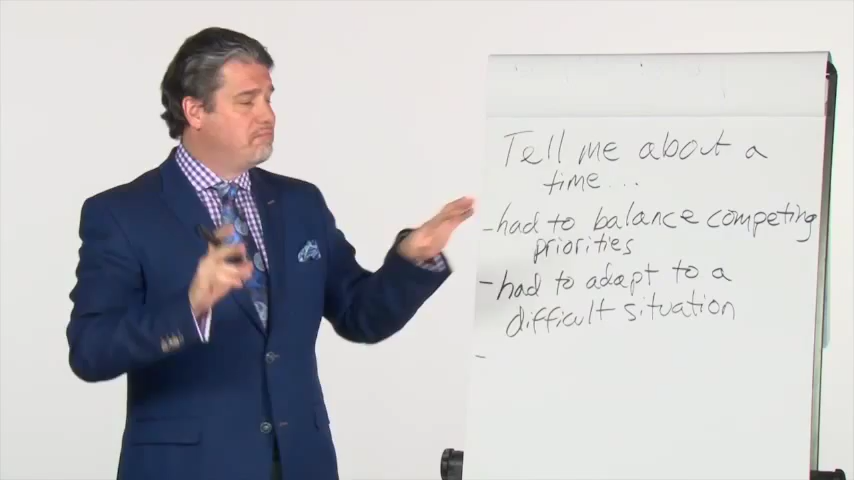 Tell me about a
time...
- had to balance competing
priorities
- had to adapt to a
difficult situation
-